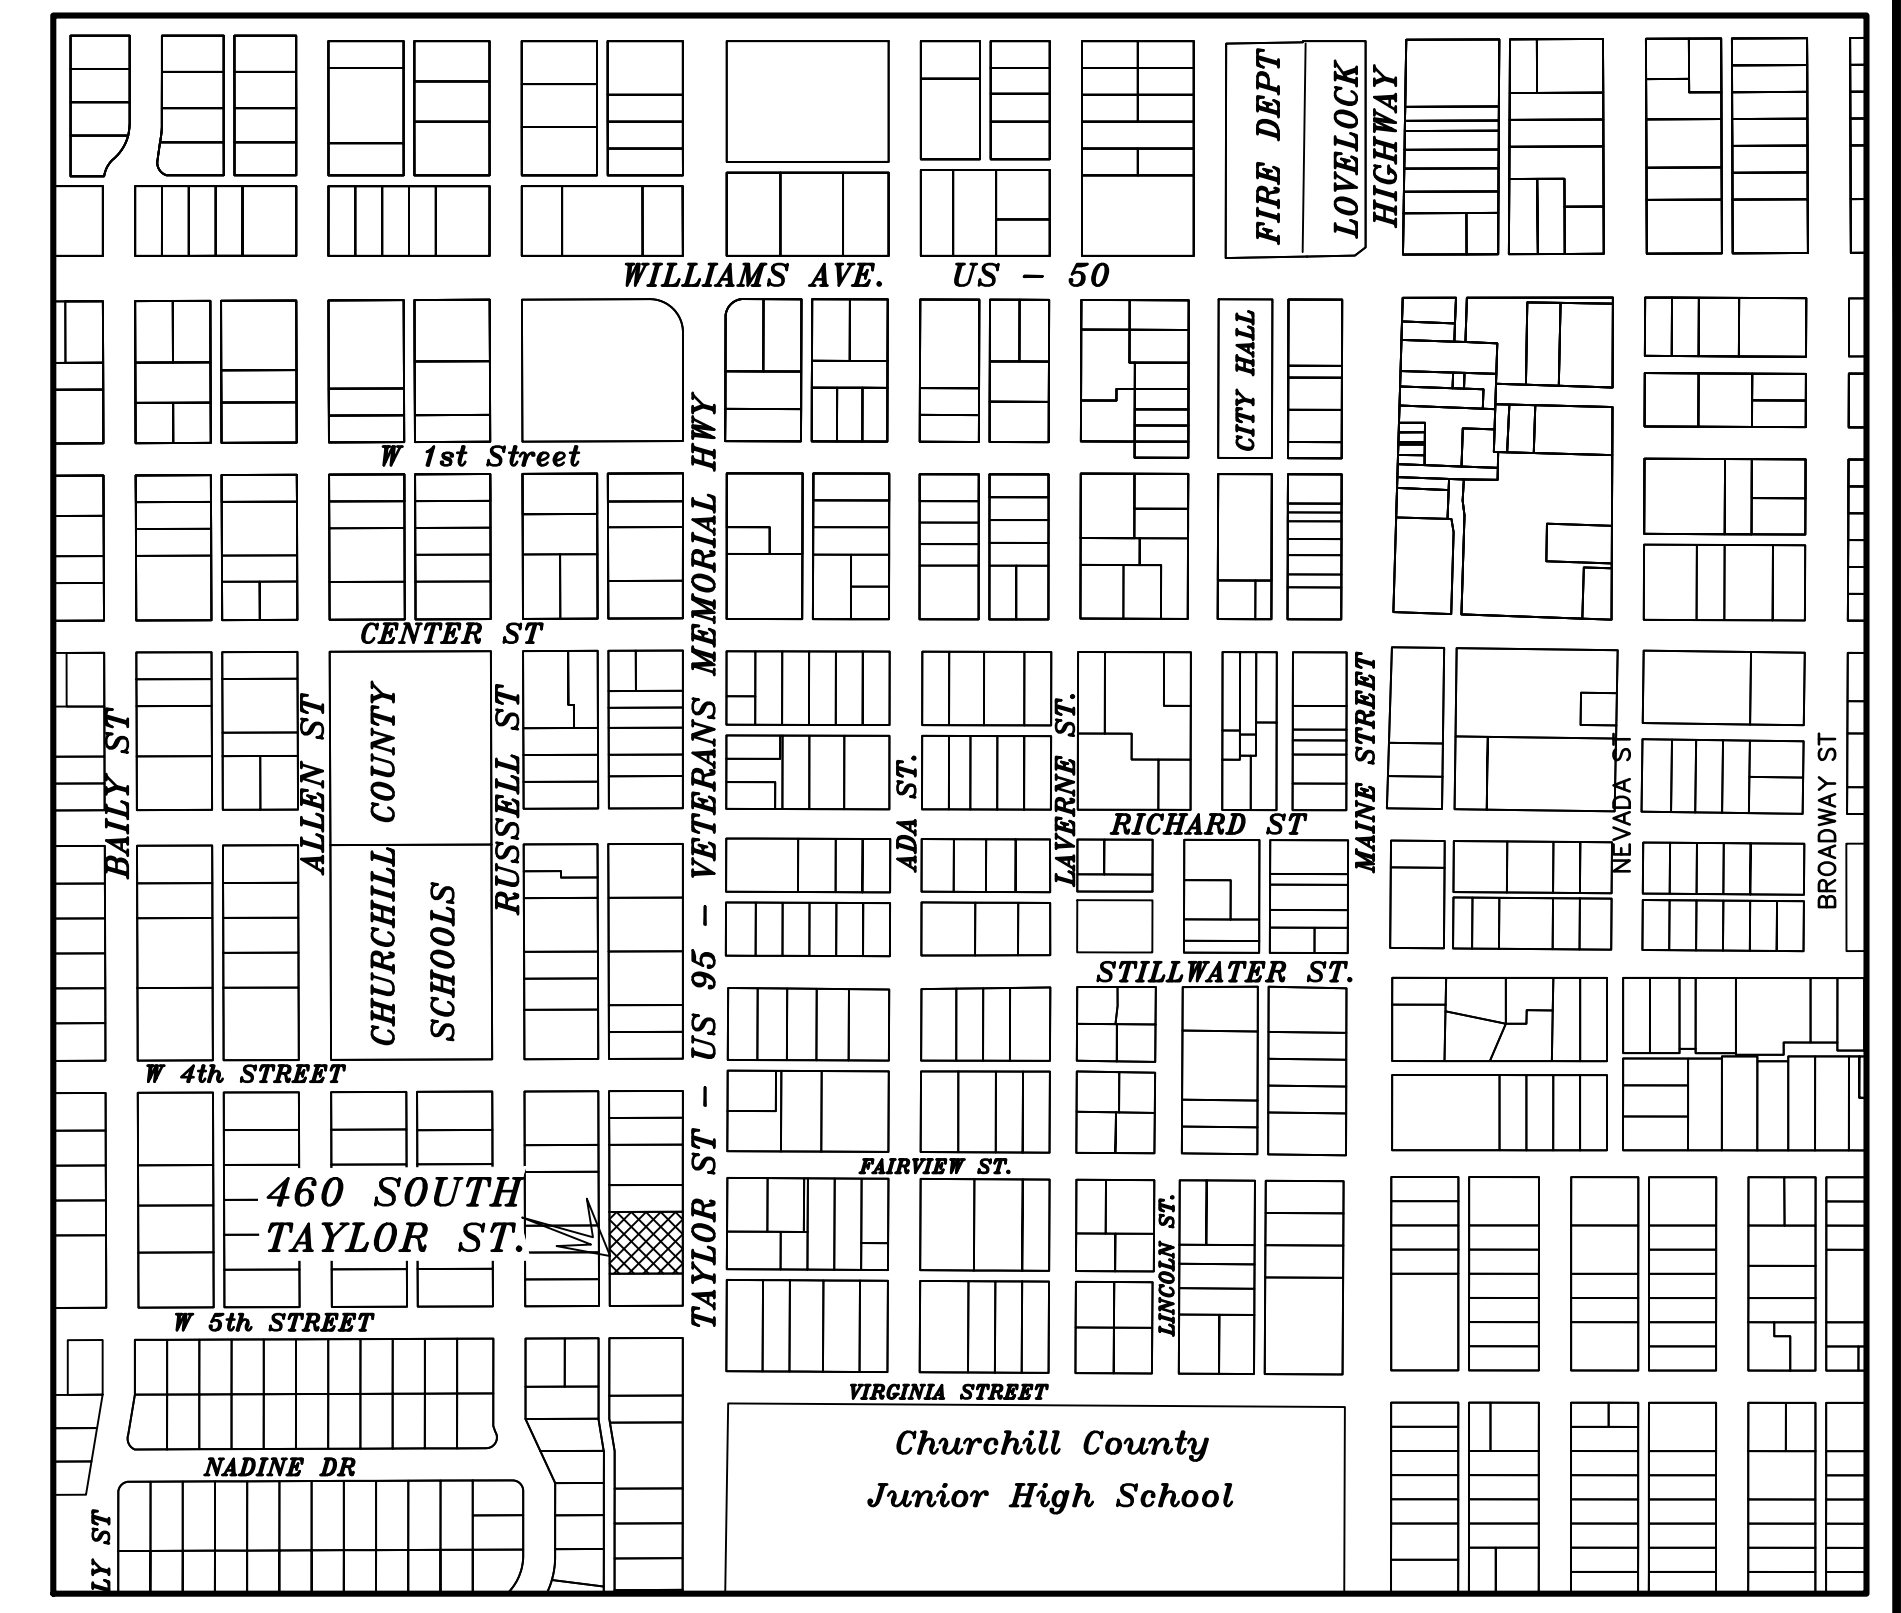 FIRE DEPT
LOVELOCK
HIGHWAY
WILLIAMS AVE. US - 50
CITY HALL
W 1st Street
CENTER ST
BAILY ST
ALLEN ST
CHURCHILL COUNTY
SCHOOLS
RUSSELL ST
TAYLOR ST - US 95 - VETERANS MEMORIAL HWY
ADA ST.
LAVERNE ST.
RICHARD ST
MAINE STREET
NEVADA ST
BROADWAY ST
STILLWATER ST.
W 4th STREET
FAIRVIEW ST.
460 SOUTH
TAYLOR ST.
LINCOLN ST.
W 5th STREET
VIRGINIA STREET
Churchill County
Junior High School
NADINE DR
LY ST